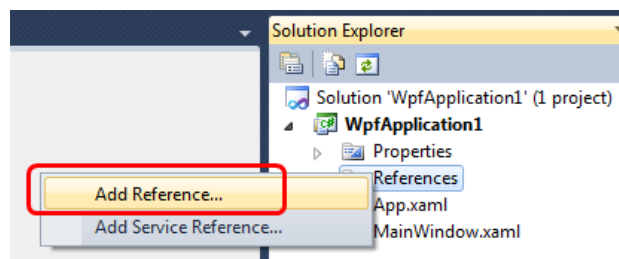 Solution Explorer
Solution 'WpfApplication1' (1 project)
WpfApplication1
Properties
References
Add Reference...
App.xaml
Add Service Reference...
MainWindow.xaml